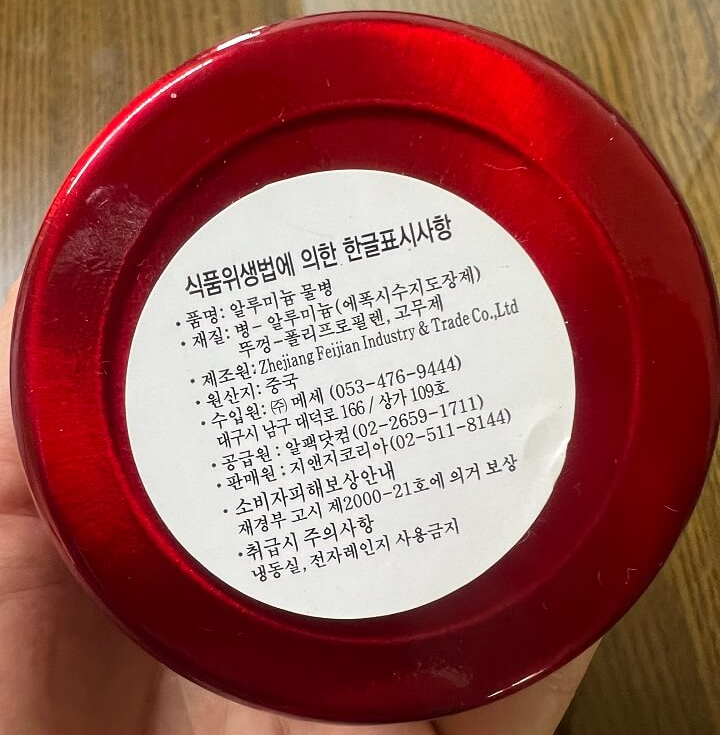 식품위생법에 의한 한글표시사항
• 품명: 알루미늄 물병
• 재질: 병- 알루미늄(에폭시수지도장제)
뚜껑-폴리프로필렌, 고무제
• 제조원: Zhejiang Feijian Industry & Trade Co.,Ltd
• 원산지: 중국
• 수입원: ㈜ 메세 (053-476-9444)
대구시 남구 대덕로 166 / 상가 109호
• 공급원 : 알팩닷컴(02-2659-1711)
• 판매원 : 지앤지코리아(02-511-8144)
• 소비자피해보상안내
재경부 고시 제2000-21호에 의거 보상
•취급시 주의사항
냉동실, 전자레인지 사용금지